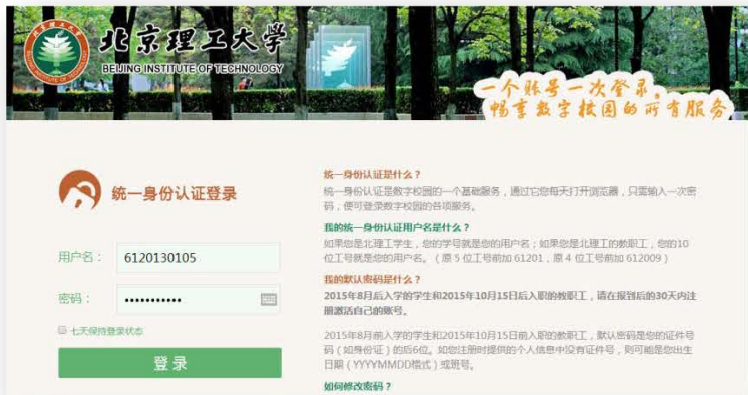 北京理工大学
BEIJING INSTITUTE OF TECHNOLOGY
一个账号一次登录,
畅享数字校园的所有服务
统一身份认证登录
用户名：
6120130105
密码：
•••••••••••
七天保持登录状态
登录
统一身份认证是什么？
统一身份认证是数字校园的一个基础服务，通过它您每天打开浏览器，只需输入一次密
码，便可登录数字校园的各项服务。
我的统一身份认证用户名是什么？
如果您是北理工学生，您的学号就是您的用户名；如果您是北理工的教职工，您的10
位工号就是您的用户名。（原 5 位工号前加 61201，原 4 位工号前加 612009）
我的默认密码是什么？
2015年8月后入学的学生和2015年10月15日后入职的教职工，请在报到后的30天内注
册激活自己的账号。
2015年8月前入学的学生和2015年10月15日前入职的教职工，默认密码是您的证件号
码（如身份证）的后6位。如您注册时提供的个人信息中没有证件号，则可能是您出生
日期（YYYYMMDD格式）或班号。
如何修改密码？